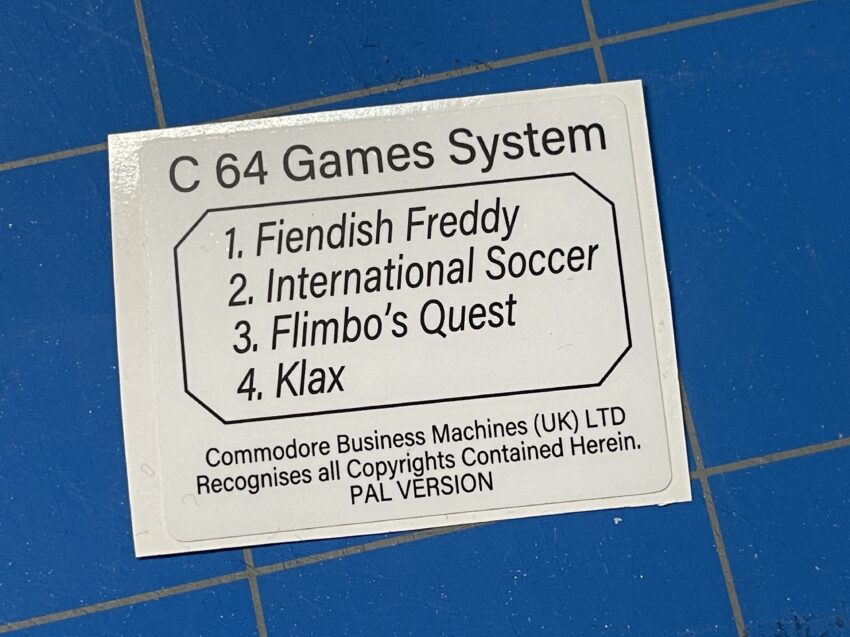 C 64 Games System
1. Fiendish Freddy
2. International Soccer
3. Flimbo's Quest
4. Klax
Commodore Business Machines (UK) LTD
Recognises all Copyrights Contained Herein.
PAL VERSION